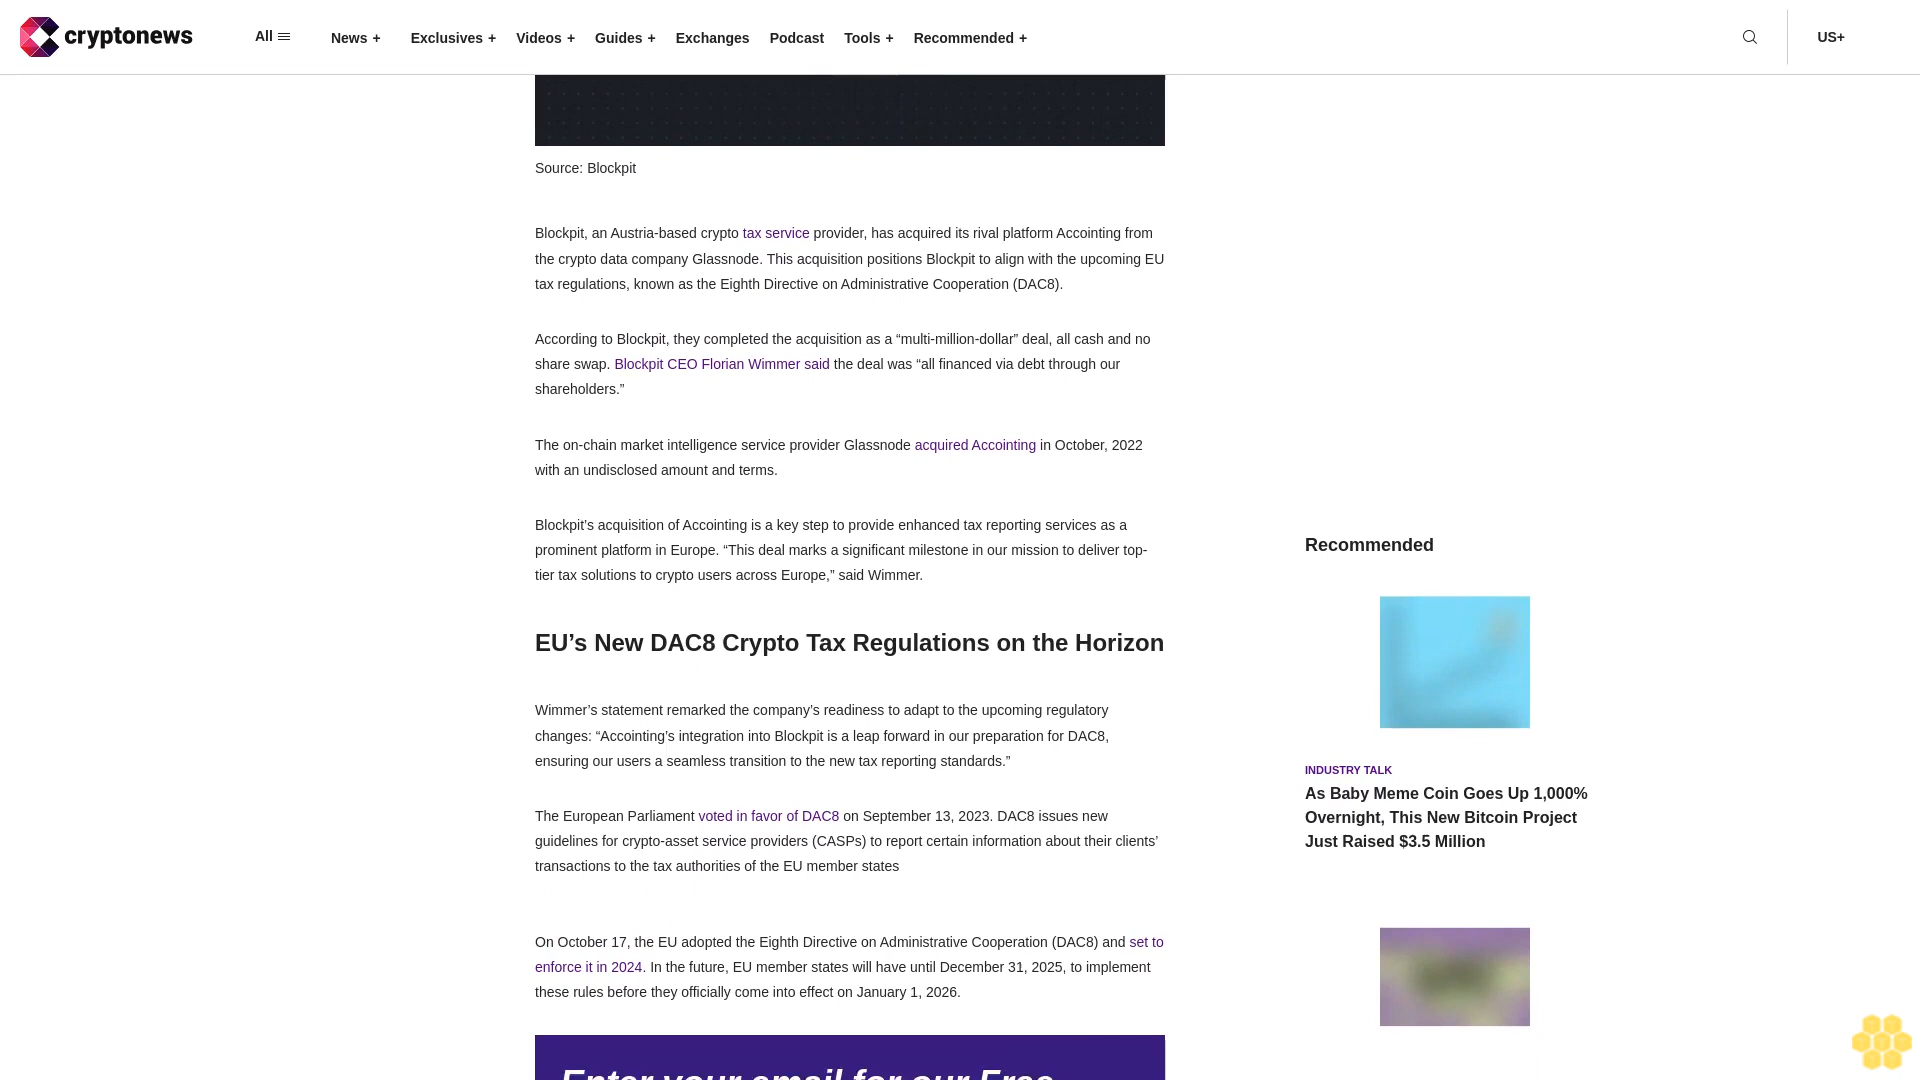 cryptonews
All
News +
Exclusives +
Videos +
Guides +
Exchanges
Podcast
Tools +
Recommended +
US+
Source: Blockpit
Blockpit, an Austria-based crypto tax service provider, has acquired its rival platform Accointing from
the crypto data company Glassnode. This acquisition positions Blockpit to align with the upcoming EU
tax regulations, known as the Eighth Directive on Administrative Cooperation (DAC8).
According to Blockpit, they completed the acquisition as a “multi-million-dollar” deal, all cash and no
share swap. Blockpit CEO Florian Wimmer said the deal was “all financed via debt through our
shareholders.”
The on-chain market intelligence service provider Glassnode acquired Accointing in October, 2022
with an undisclosed amount and terms.
Blockpit’s acquisition of Accointing is a key step to provide enhanced tax reporting services as a
prominent platform in Europe. “This deal marks a significant milestone in our mission to deliver top-
tier tax solutions to crypto users across Europe,” said Wimmer.
EU’s New DAC8 Crypto Tax Regulations on the Horizon
Wimmer’s statement remarked the company’s readiness to adapt to the upcoming regulatory
changes: “Accointing’s integration into Blockpit is a leap forward in our preparation for DAC8,
ensuring our users a seamless transition to the new tax reporting standards.”
The European Parliament voted in favor of DAC8 on September 13, 2023. DAC8 issues new
guidelines for crypto-asset service providers (CASPs) to report certain information about their clients’
transactions to the tax authorities of the EU member states
On October 17, the EU adopted the Eighth Directive on Administrative Cooperation (DAC8) and set to
enforce it in 2024. In the future, EU member states will have until December 31, 2025, to implement
these rules before they officially come into effect on January 1, 2026.
Enter your email for our Free
Recommended
INDUSTRY TALK
As Baby Meme Coin Goes Up 1,000%
Overnight, This New Bitcoin Project
Just Raised $3.5 Million